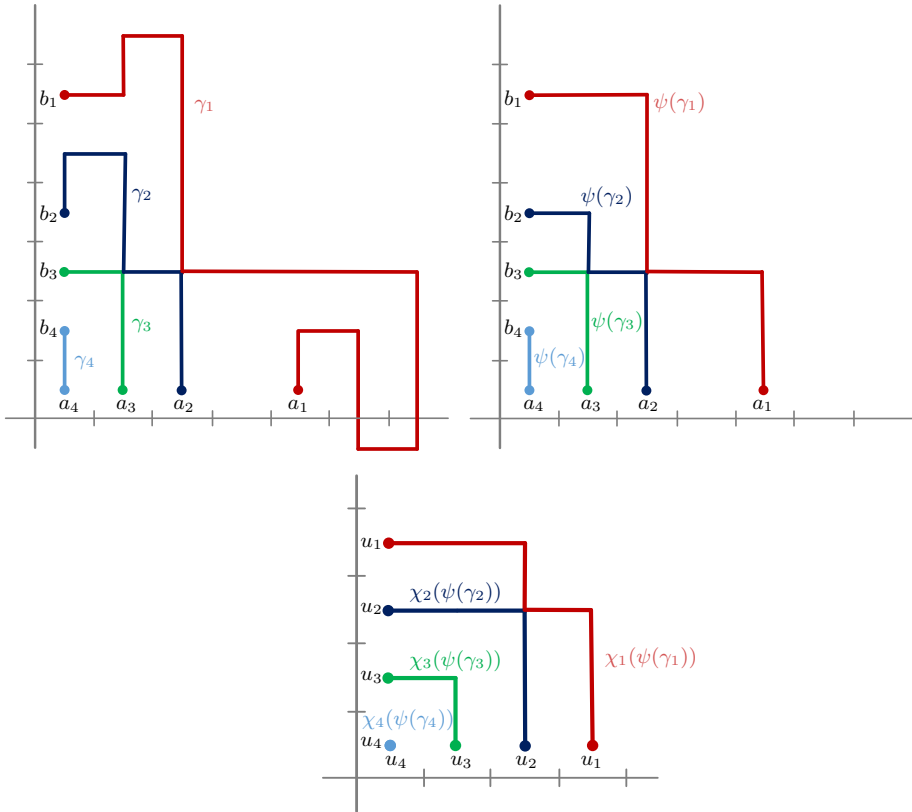 b₁ γ₁
γ₂
b₂
b₃
γ₃
b₄
γ₄
a₄ a₃ a₂ a₁
b₁ ψ(γ₁)
ψ(γ₂)
b₂
b₃
ψ(γ₃)
b₄
ψ(γ₄)
a₄ a₃ a₂ a₁
u₁
χ₂(ψ(γ₂))
u₂
χ₃(ψ(γ₃)) χ₁(ψ(γ₁))
u₃
χ₄(ψ(γ₄))
u₄
u₄ u₃ u₂ u₁